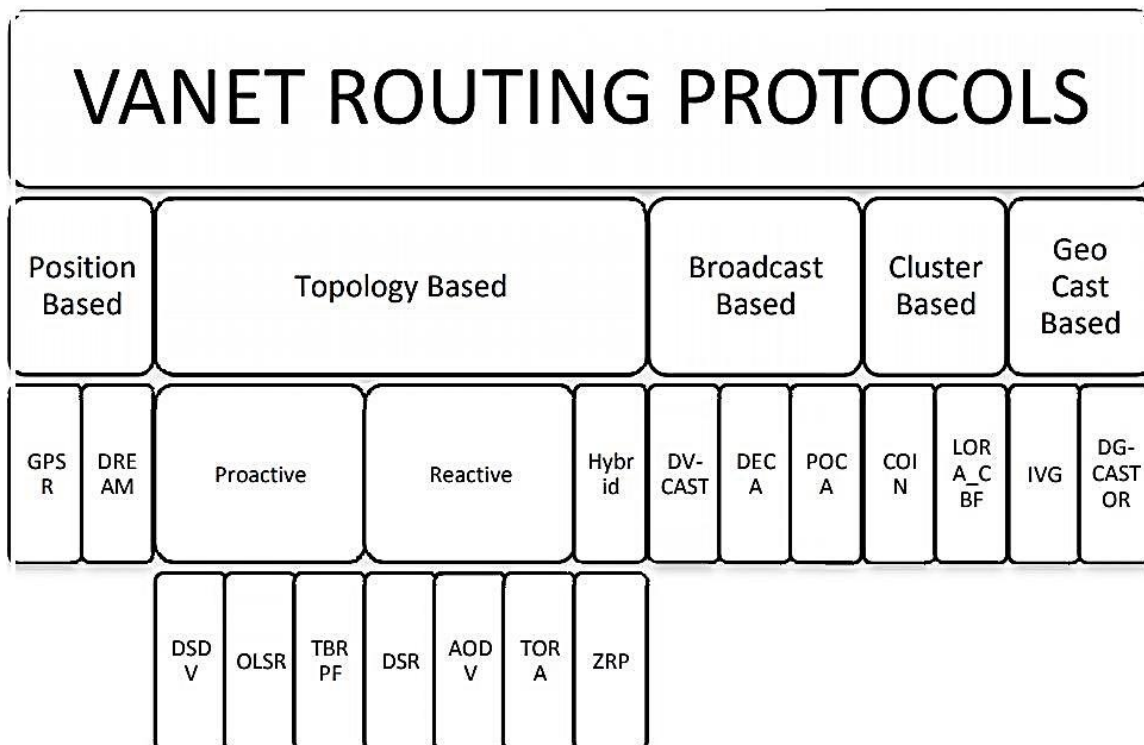 VANET ROUTING PROTOCOLS
Position
Based
Topology Based
Broadcast
Based
Cluster
Based
Geo
Cast
Based
GPS
R
DRE
AM
Proactive
Reactive
Hybr
id
DV-
CAST
DEC
A
POC
A
COI
N
LOR
A_C
BF
IVG
DG-
CAST
OR
DSD
V
OLSR
TBR
PF
DSR
AOD
V
TOR
A
ZRP